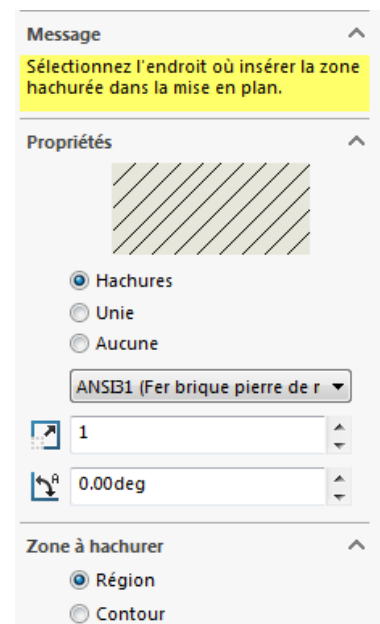 Message
Sélectionnez l'endroit où insérer la zone
hachurée dans la mise en plan.
Propriétés
Hachures
Unie
Aucune
ANSI31 (Fer brique pierre de r
1
0.00deg
Zone à hachurer
Région
Contour